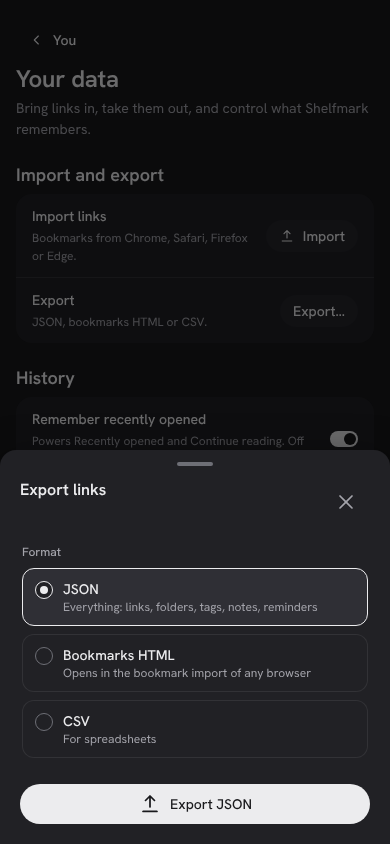 You
Your data
Bring links in, take them out, and control what Shelfmark
remembers.
Import and export
Import links
Bookmarks from Chrome, Safari, Firefox
or Edge.
Import
Export
JSON, bookmarks HTML or CSV.
Export...
History
Remember recently opened
Powers Recently opened and Continue reading. Off
Export links
Format
JSON
Everything: links, folders, tags, notes, reminders
Bookmarks HTML
Opens in the bookmark import of any browser
CSV
For spreadsheets
Export JSON